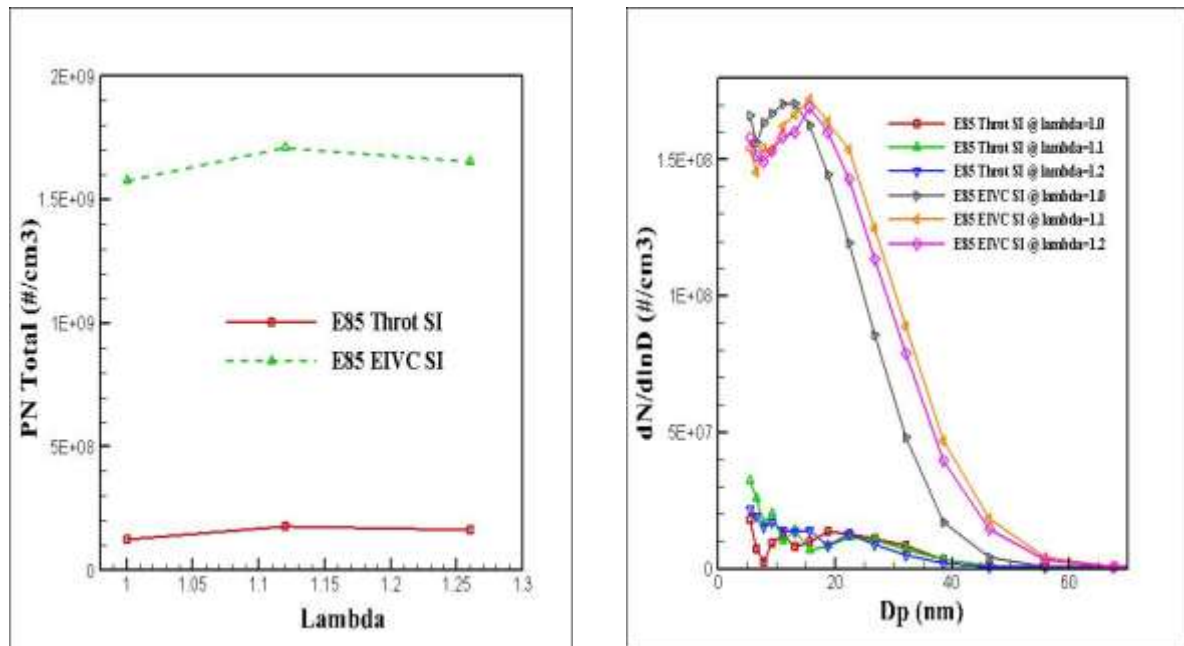 2E+09
1.5E+09
1E+09
5E+08
0
PN Total (#/cm3)
E85 Throt SI
E85 EIVC SI
1
1.05
1.1
1.15
1.2
1.25
1.3
Lambda
1.5E+08
1E+08
5E+07
dN/dlnD (#/cm3)
E85 Throt SI @ lambda=1.0
E85 Throt SI @ lambda=1.1
E85 Throt SI @ lambda=1.2
E85 EIVC SI @ lambda=1.0
E85 EIVC SI @ lambda=1.1
E85 EIVC SI @ lambda=1.2
0
20
40
60
Dp (nm)